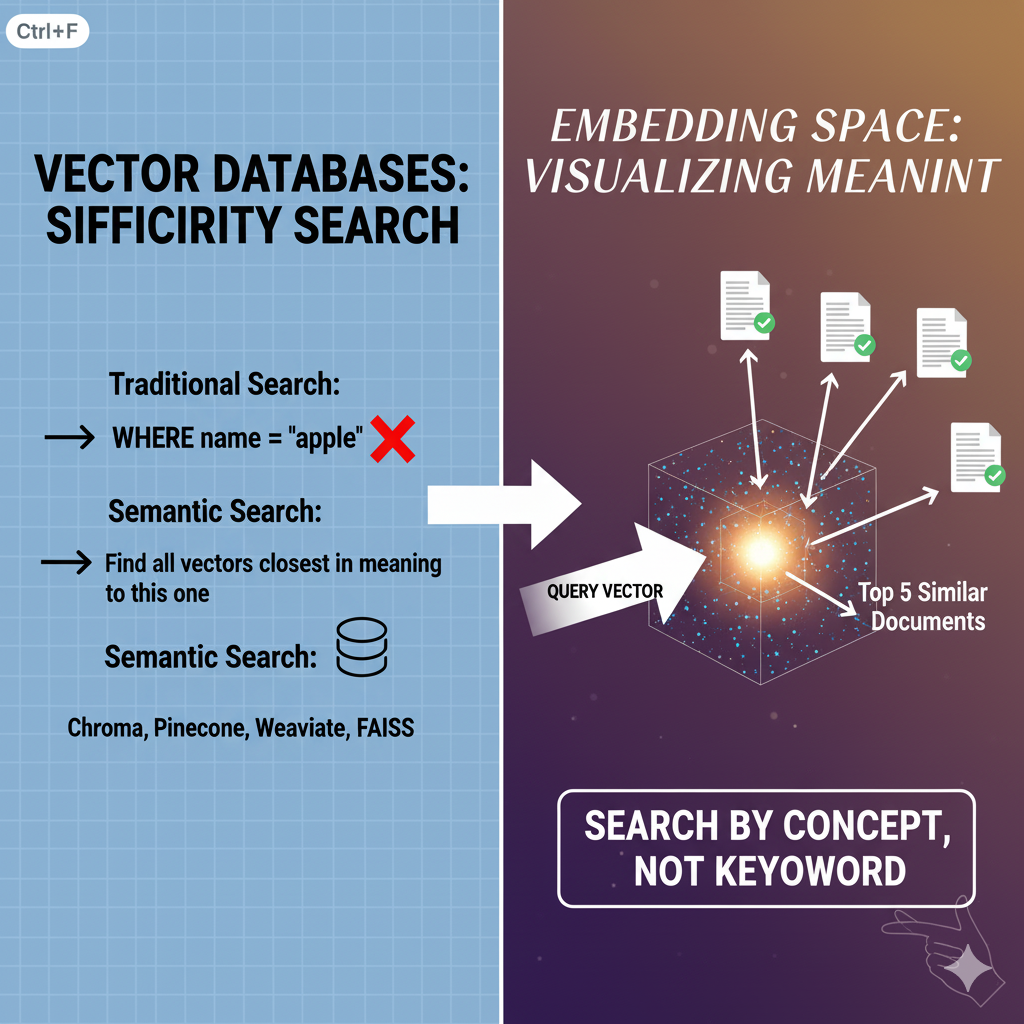 Ctrl+F
VECTOR DATABASES:
SIFFICIRITY SEARCH
Traditional Search:
WHERE name = "apple"
Semantic Search:
Find all vectors closest in meaning
to this one
Semantic Search:
Chroma, Pinecone, Weaviate, FAISS
EMBEDDING SPACE:
VISUALIZING MEANINT
QUERY VECTOR
Top 5 Similar
Documents
SEARCH BY CONCEPT,
NOT KEYOWORD